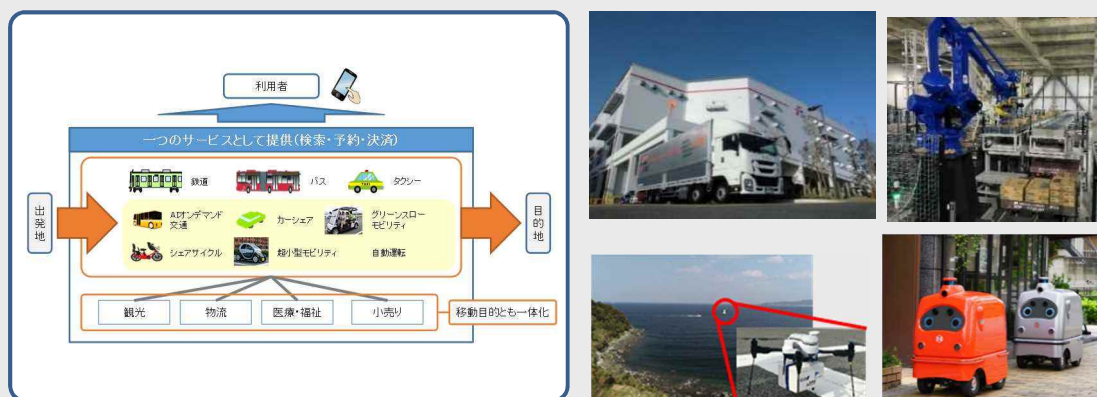 利用者
一つのサービスとして提供(検索・予約・決済)
鉄道
バス
タクシー
出発地
目的地
AIオンデマンド
交通
カーシェア
グリーンスロー
モビリティ
シェアサイクル
超小型モビリティ
自動運転
観光
物流
医療・福祉
小売り
移動目的とも一体化